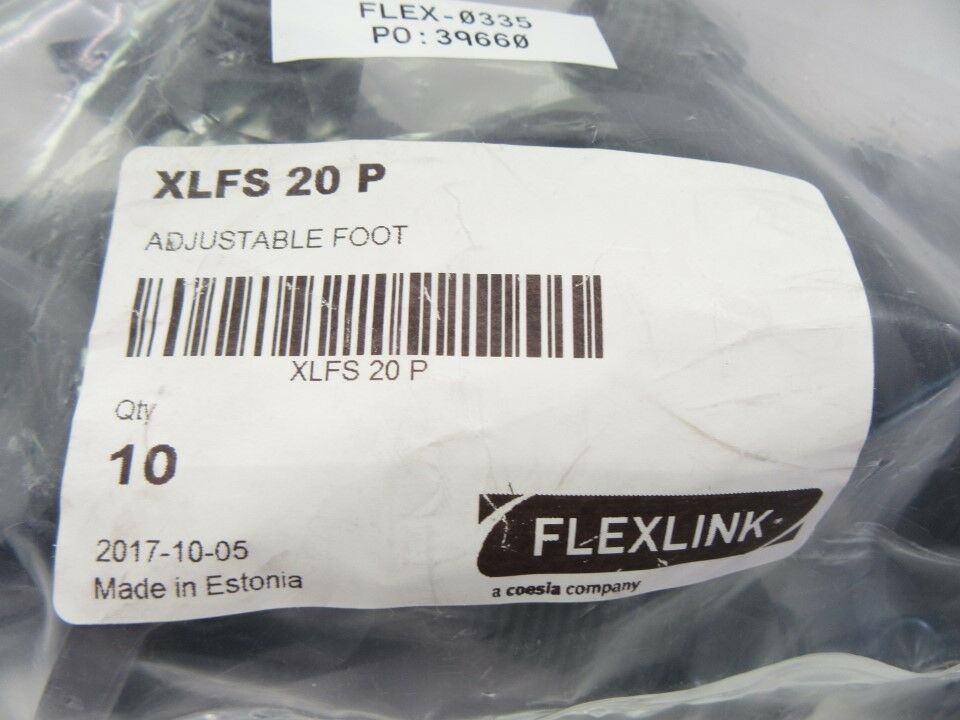 FLEX-0335
PO:39660
XLFS 20 P
ADJUSTABLE FOOT
XLFS 20 P
Qty
10
2017-10-05
Made in Estonia
FLEXLINK
a coesia company